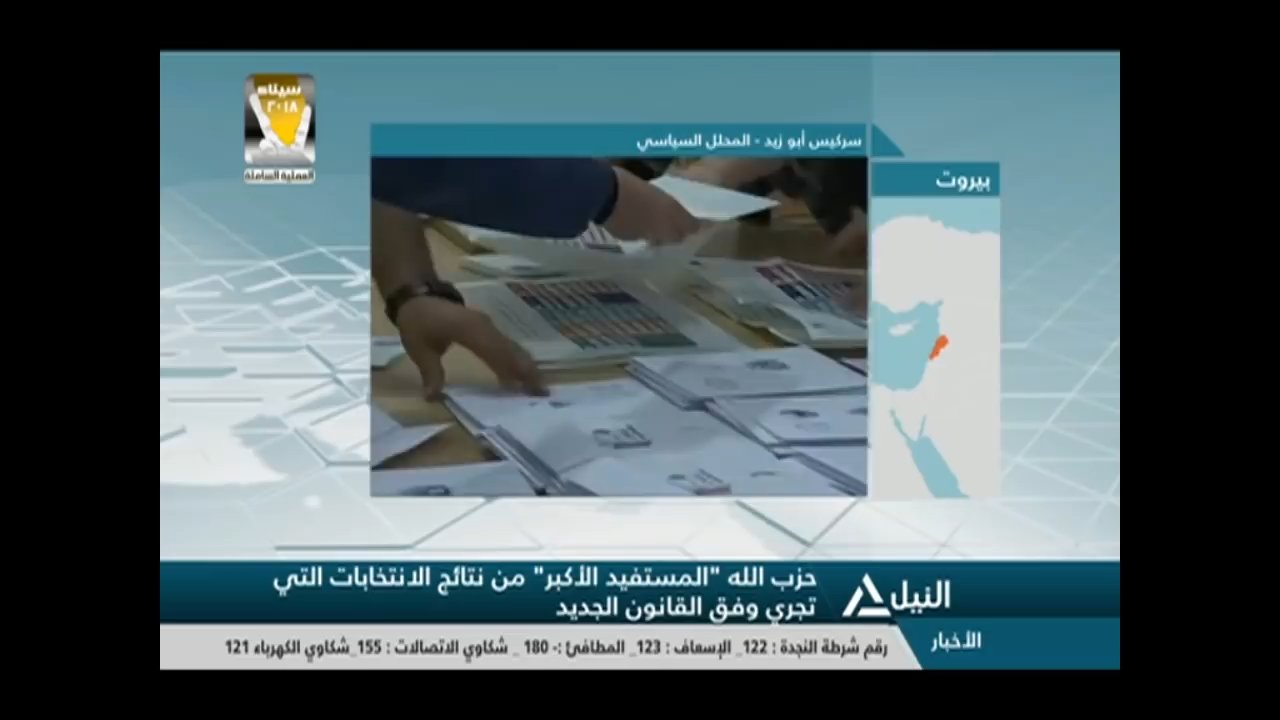 سيناء
٢٠١٨
العملية الشاملة
سركيس أبو زيد - المحلل السياسي
بيروت
حزب الله "المستفيد الأكبر" من نتائج الانتخابات التي
تجري وفق القانون الجديد
النيل
الأخبار
رقم شرطة النجدة : 122_ الإسعاف : 123_ المطافئ :- 180 _ شكاوي الاتصالات : 155_شكاوي الكهرباء 121